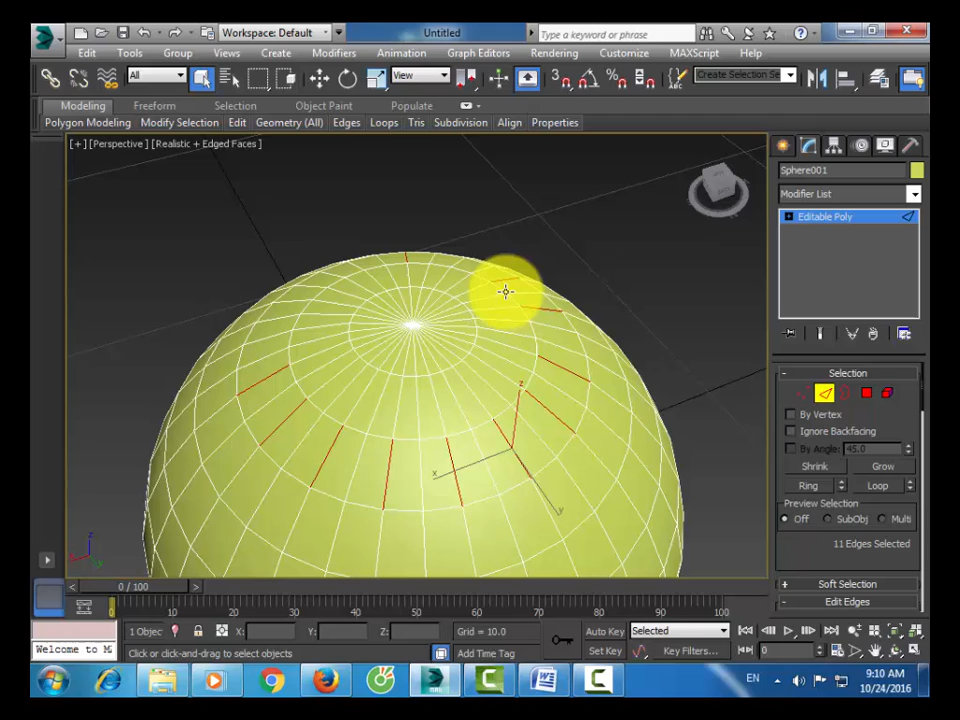 Workspace: Default
Untitled
Type a keyword or phrase
Edit Tools Group Views Create Modifiers Animation Graph Editors Rendering Customize MAXScript Help
All
View
Create Selection Se
Modeling Freeform Selection Object Paint Populate
Polygon Modeling Modify Selection Edit Geometry (All) Edges Loops Tris Subdivision Align Properties
[+] [Perspective] [Realistic + Edged Faces]
Sphere001
Modifier List
Editable Poly
z
x
y
- Selection
By Vertex
Ignore Backfacing
By Angle: 45.0
Shrink Grow
Ring Loop
Preview Selection
Off SubObj Multi
11 Edges Selected
+ Soft Selection
- Edit Edges
z
< 0 / 100 >
0 10 20 30 40 50 60 70 80 90 100
1 Objec X: Y: Z: Grid = 10.0 Auto Key Selected
Welcome to M Click or click-and-drag to select objects Add Time Tag Set Key Key Filters... 0
EN
9:10 AM
10/24/2016